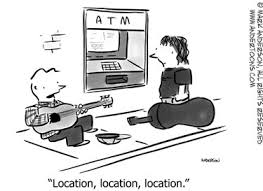 ATM
"Location, location, location."
© MARK ANDERSON, ALL RIGHTS RESERVED
WWW.ANDERTOONS.COM